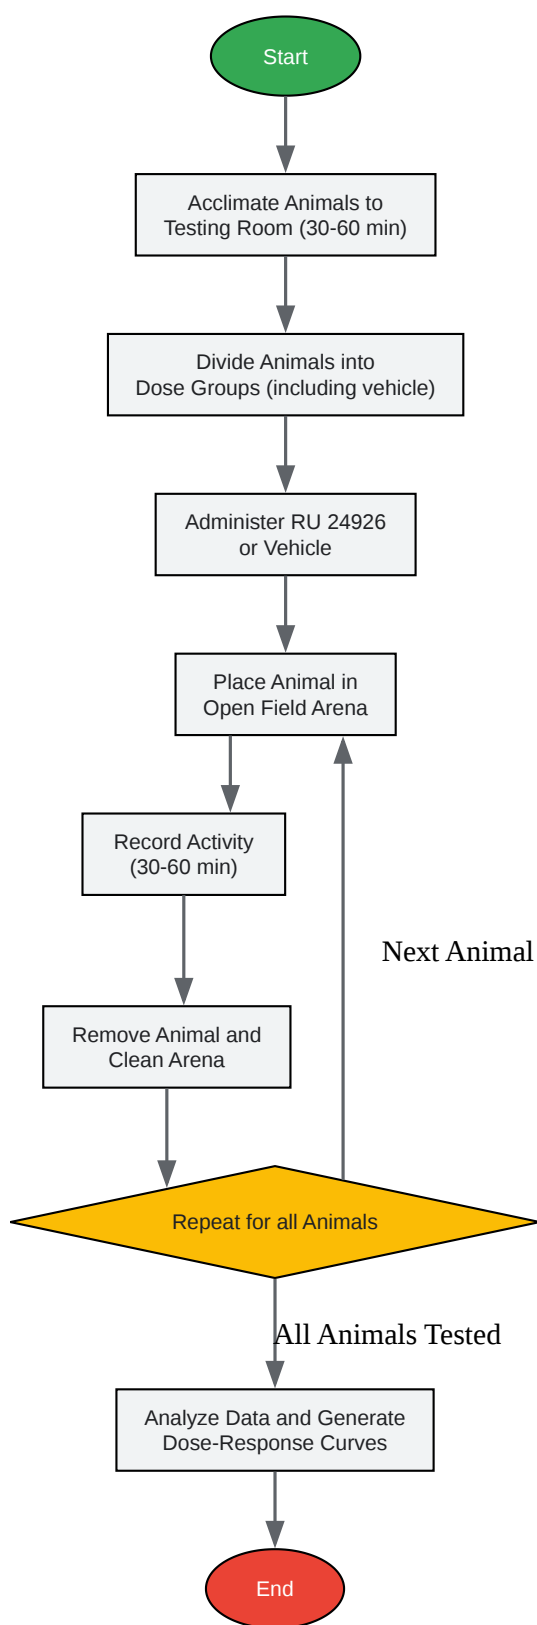 Start
Acclimate Animals to
Testing Room (30-60 min)
Divide Animals into
Dose Groups (including vehicle)
Administer RU 24926
or Vehicle
Place Animal in
Open Field Arena
Record Activity
(30-60 min)
Next Animal
Remove Animal and
Clean Arena
Repeat for all Animals
All Animals Tested
Analyze Data and Generate
Dose-Response Curves
End